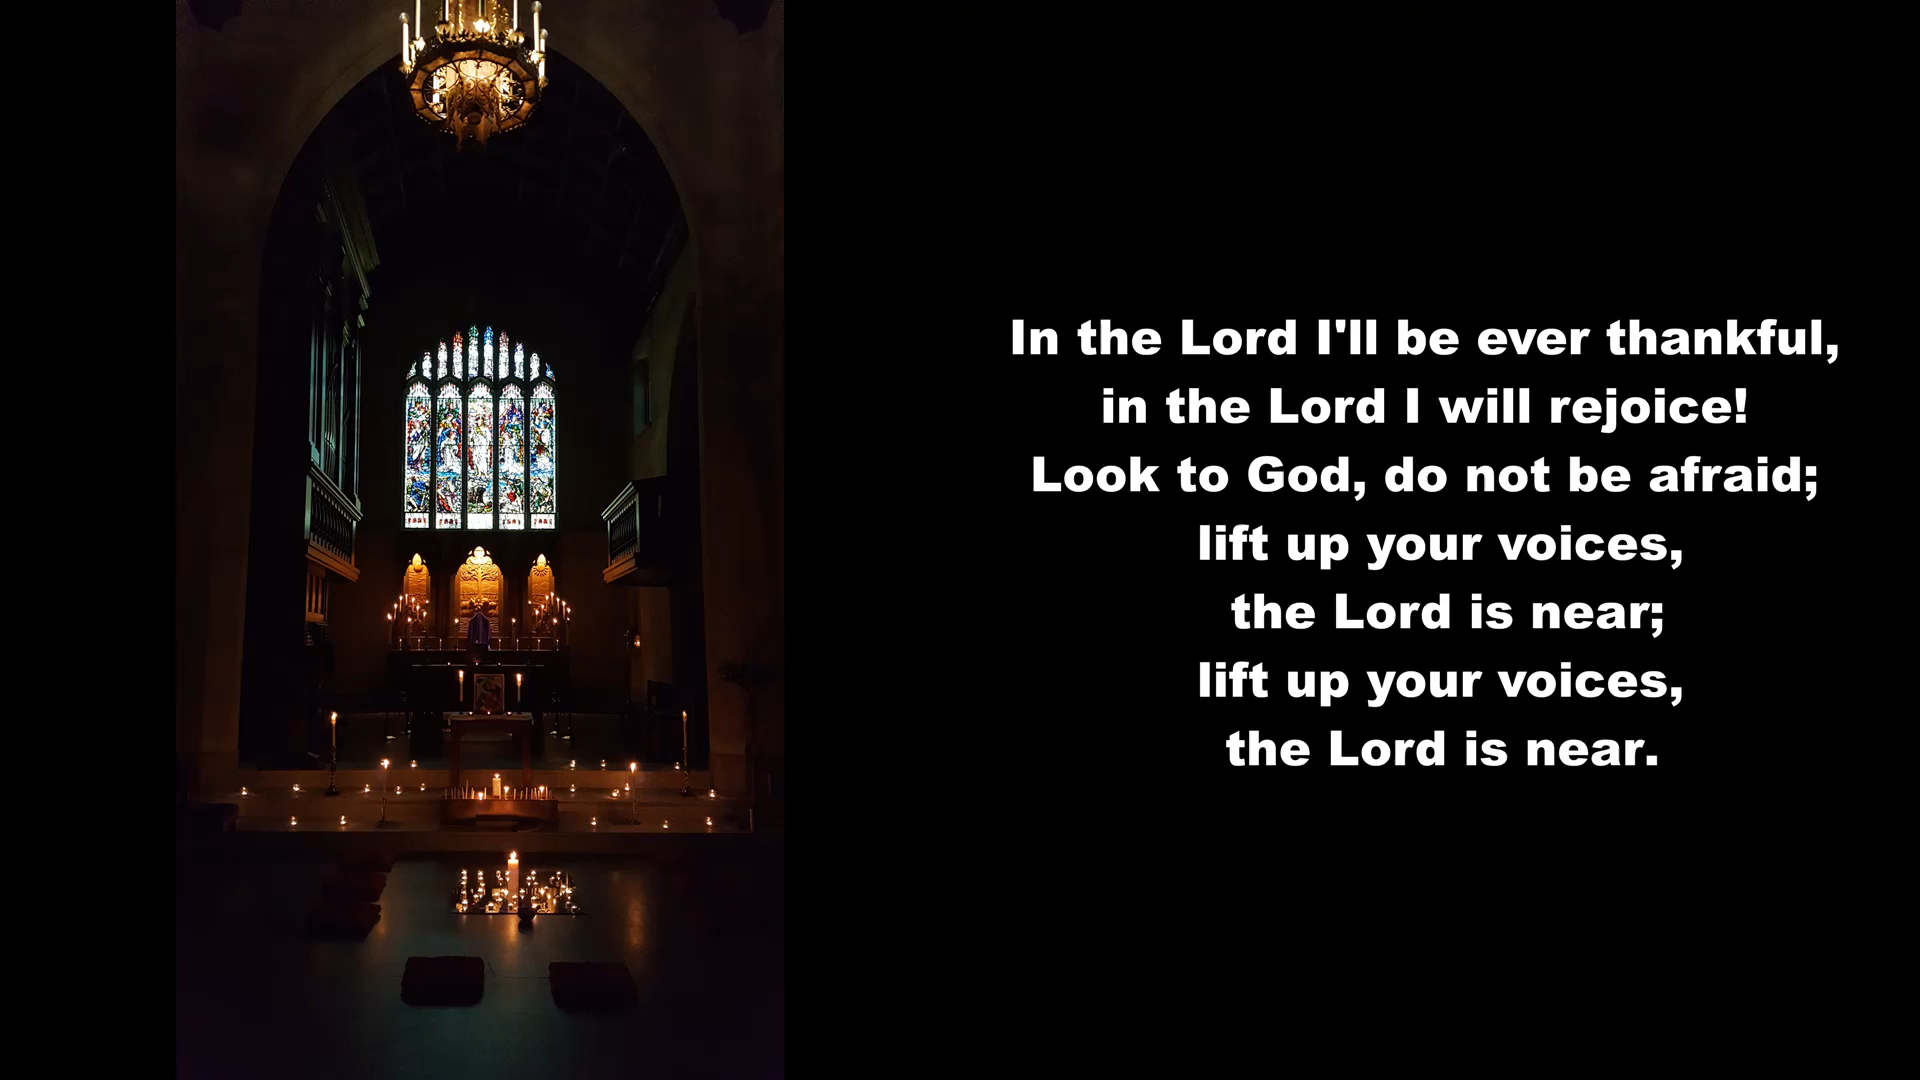 In the Lord I'll be ever thankful,
in the Lord I will rejoice!
Look to God, do not be afraid;
lift up your voices,
the Lord is near;
lift up your voices,
the Lord is near.